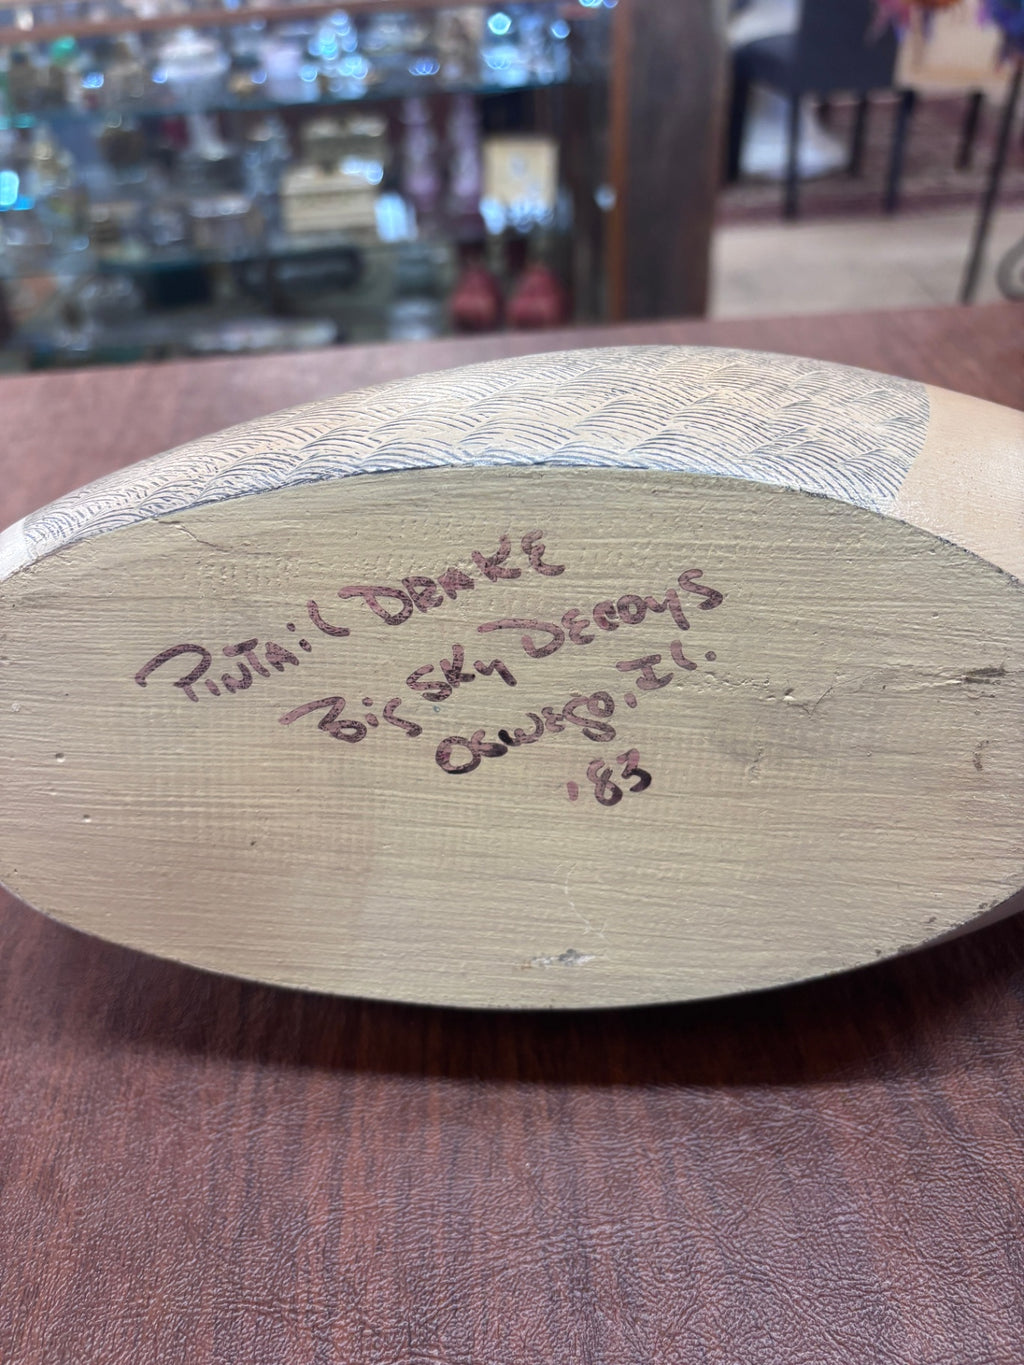 PiNTAil DRAKE
Big Sky DECOyS
OSWEgO, Il.
'83